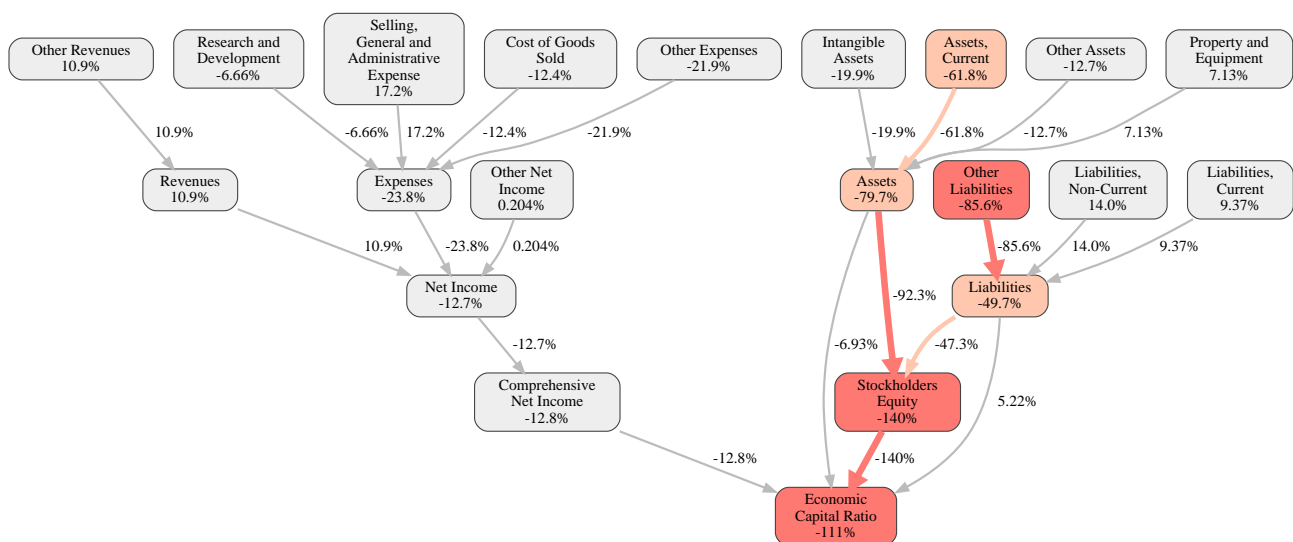 Other Revenues
10.9%
Research and
Development
-6.66%
Selling,
General and
Administrative
Expense
17.2%
Cost of Goods
Sold
-12.4%
Other Expenses
-21.9%
Intangible
Assets
-19.9%
Assets,
Current
-61.8%
Other Assets
-12.7%
Property and
Equipment
7.13%
10.9%
-6.66%
17.2%
-12.4%
-21.9%
-19.9%
-61.8%
-12.7%
7.13%
Revenues
10.9%
Expenses
-23.8%
Other Net
Income
0.204%
Assets
-79.7%
Other
Liabilities
-85.6%
Liabilities,
Non-Current
14.0%
Liabilities,
Current
9.37%
10.9%
-23.8%
0.204%
-85.6%
14.0%
9.37%
Net Income
-12.7%
Liabilities
-49.7%
-92.3%
-12.7%
-6.93%
-47.3%
5.22%
Comprehensive
Net Income
-12.8%
Stockholders
Equity
-140%
-12.8%
-140%
Economic
Capital Ratio
-111%